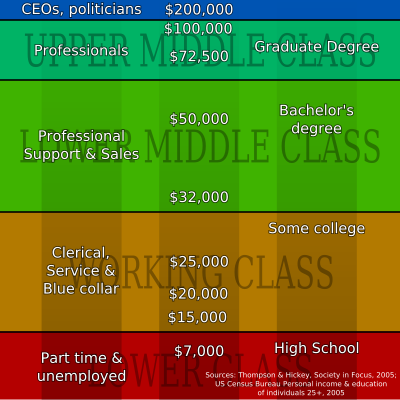 CEOs, politicians $200,000
$100,000
UPPER MIDDLE CLASS
Professionals
$72,500
Graduate Degree
$50,000
Bachelor's
degree
LOWER MIDDLE CLASS
Professional
Support & Sales
$32,000
Some college
WORKING CLASS
Clerical,
Service &
Blue collar
$25,000
$20,000
$15,000
LOWER CLASS
Part time &
unemployed
$7,000
High School
Sources: Thompson & Hickey, Society in Focus, 2005;
US Census Bureau Personal income & education
of individuals 25+, 2005